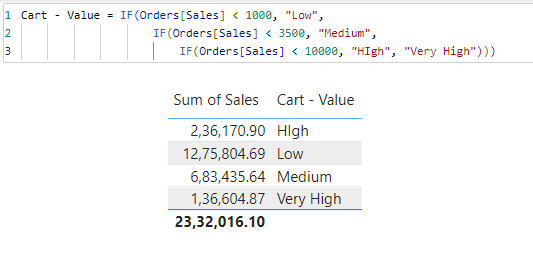 1 Cart - Value = IF(Orders[Sales] < 1000, "Low",
2 IF(Orders[Sales] < 3500, "Medium",
3 IF(Orders[Sales] < 10000, "HIgh", "Very High")))
Sum of Sales Cart - Value
2,36,170.90 HIgh
12,75,804.69 Low
6,83,435.64 Medium
1,36,604.87 Very High
23,32,016.10